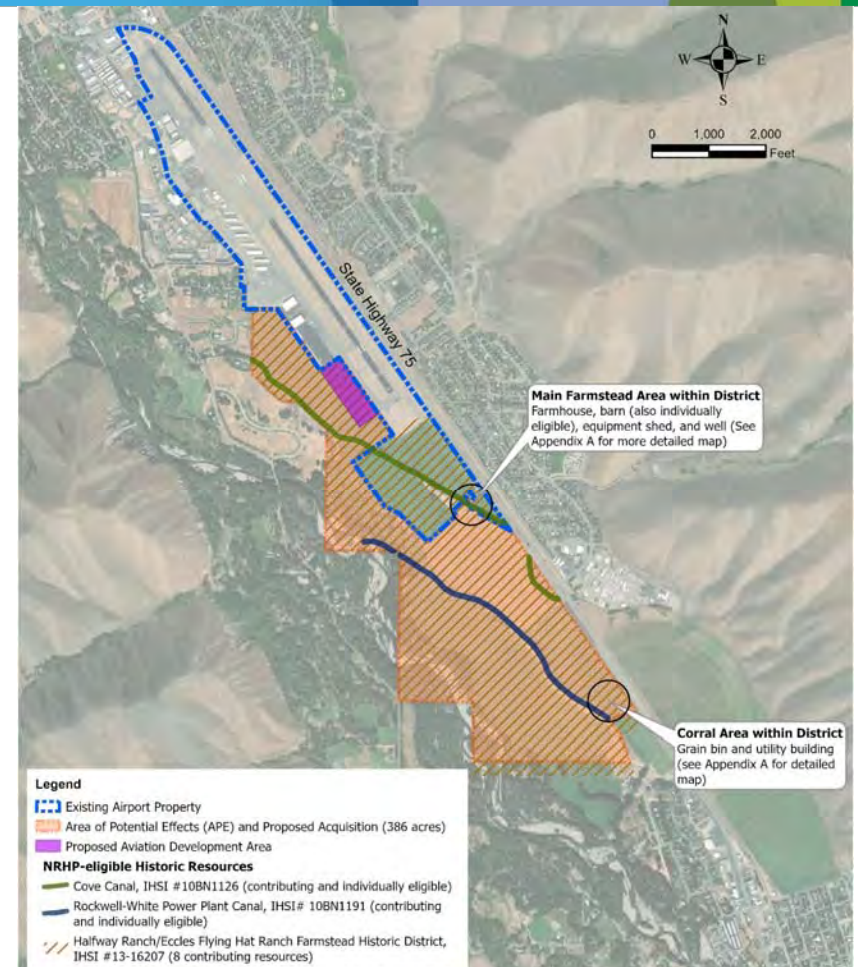 N
W E
S
0 1,000 2,000
Feet
State Highway 75
Main Farmstead Area within District
Farmhouse, barn (also individually
eligible), equipment shed, and well (See
Appendix A for more detailed map)
Corral Area within District
Grain bin and utility building
(see Appendix A for detailed
map)
Legend
Existing Airport Property
Area of Potential Effects (APE) and Proposed Acquisition (386 acres)
Proposed Aviation Development Area
NRHP-eligible Historic Resources
Cove Canal, IHSI #10BN1126 (contributing and individually eligible)
Rockwell-White Power Plant Canal, IHSI# 10BN1191 (contributing
and individually eligible)
Halfway Ranch/Eccles Flying Hat Ranch Farmstead Historic District,
IHSI #13-16207 (8 contributing resources)